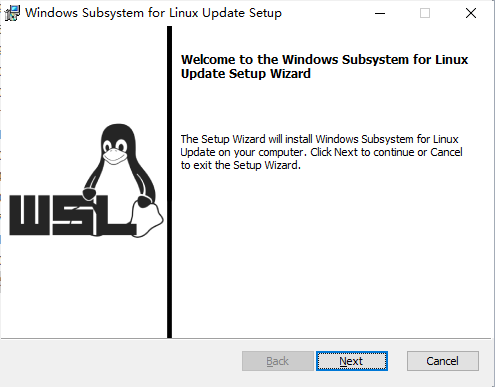 Windows Subsystem for Linux Update Setup
Welcome to the Windows Subsystem for Linux
Update Setup Wizard
The Setup Wizard will install Windows Subsystem for Linux
Update on your computer. Click Next to continue or Cancel
to exit the Setup Wizard.
WSL
Back Next Cancel